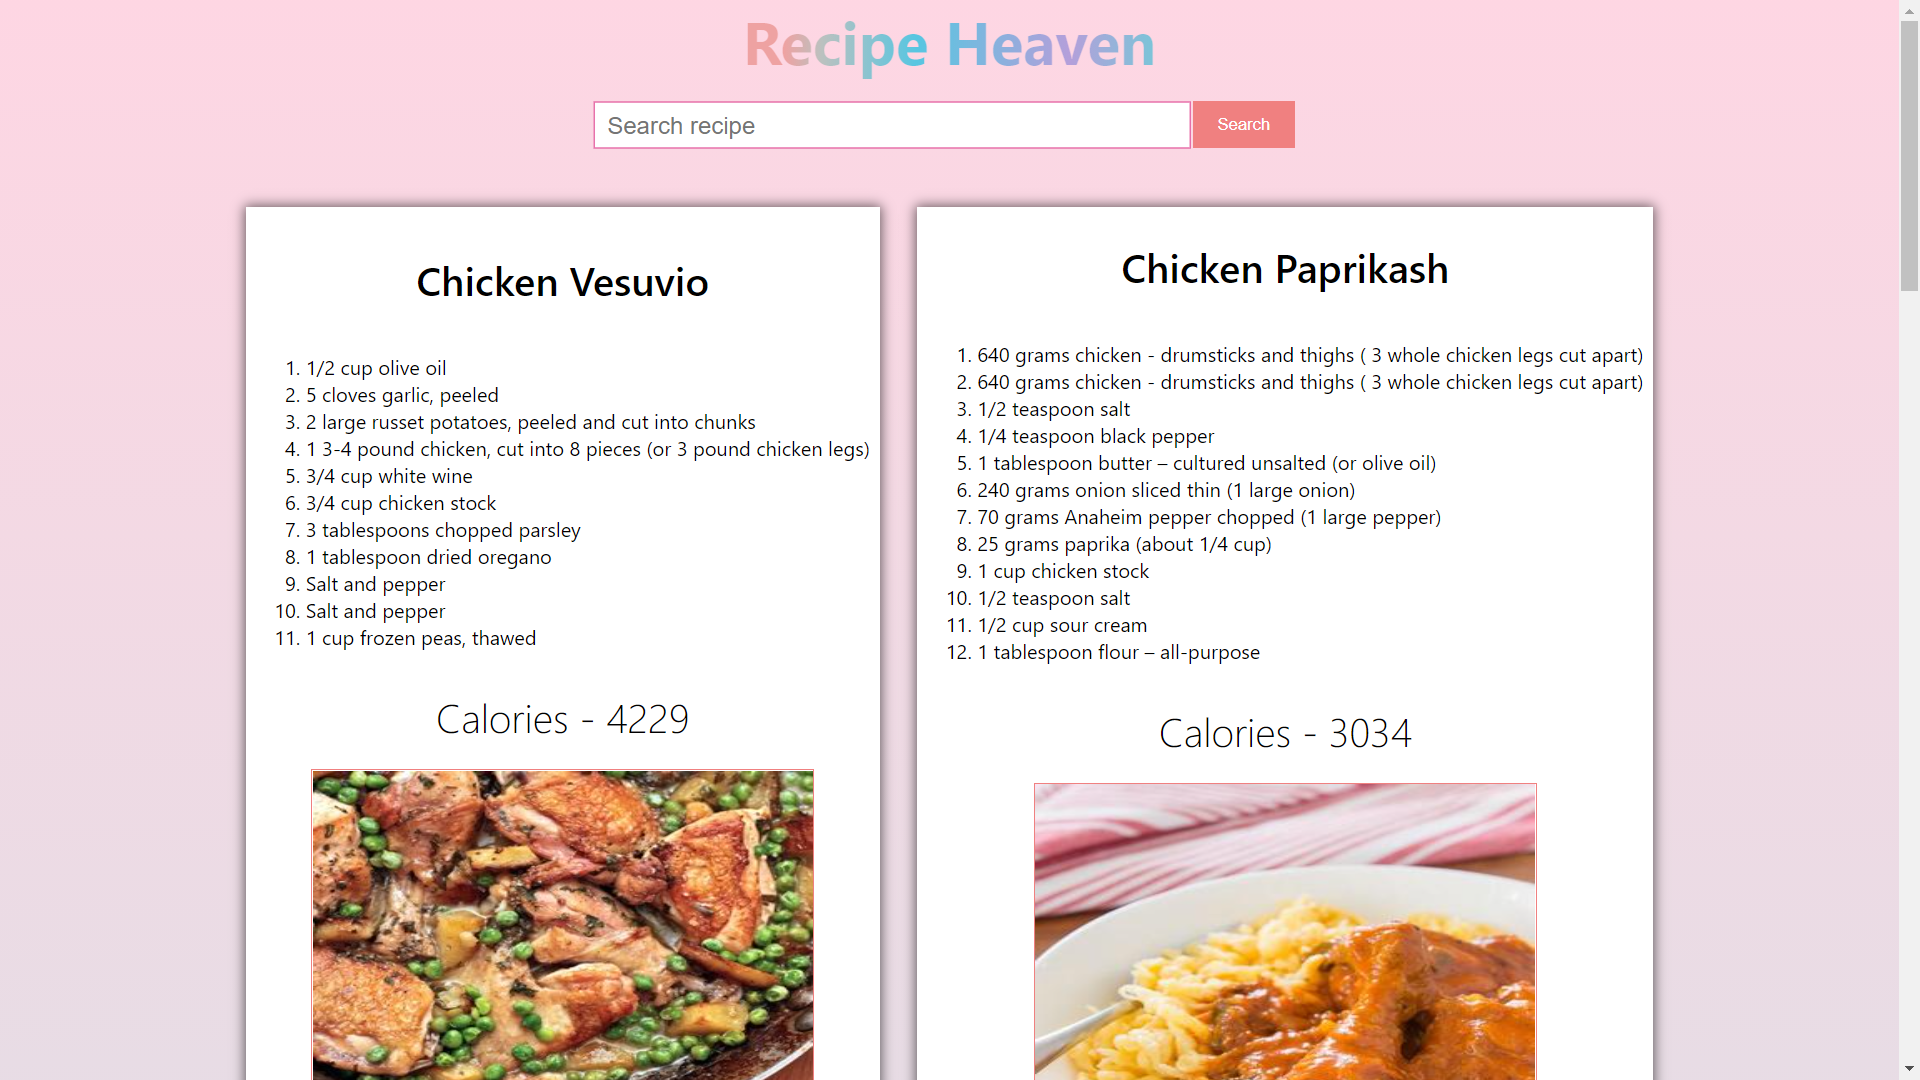 Recipe Heaven
Search recipe
Search
Chicken Vesuvio
1. 1/2 cup olive oil
2. 5 cloves garlic, peeled
3. 2 large russet potatoes, peeled and cut into chunks
4. 1 3-4 pound chicken, cut into 8 pieces (or 3 pound chicken legs)
5. 3/4 cup white wine
6. 3/4 cup chicken stock
7. 3 tablespoons chopped parsley
8. 1 tablespoon dried oregano
9. Salt and pepper
10. Salt and pepper
11. 1 cup frozen peas, thawed
Calories - 4229
Chicken Paprikash
1. 640 grams chicken - drumsticks and thighs ( 3 whole chicken legs cut apart)
2. 640 grams chicken - drumsticks and thighs ( 3 whole chicken legs cut apart)
3. 1/2 teaspoon salt
4. 1/4 teaspoon black pepper
5. 1 tablespoon butter – cultured unsalted (or olive oil)
6. 240 grams onion sliced thin (1 large onion)
7. 70 grams Anaheim pepper chopped (1 large pepper)
8. 25 grams paprika (about 1/4 cup)
9. 1 cup chicken stock
10. 1/2 teaspoon salt
11. 1/2 cup sour cream
12. 1 tablespoon flour – all-purpose
Calories - 3034